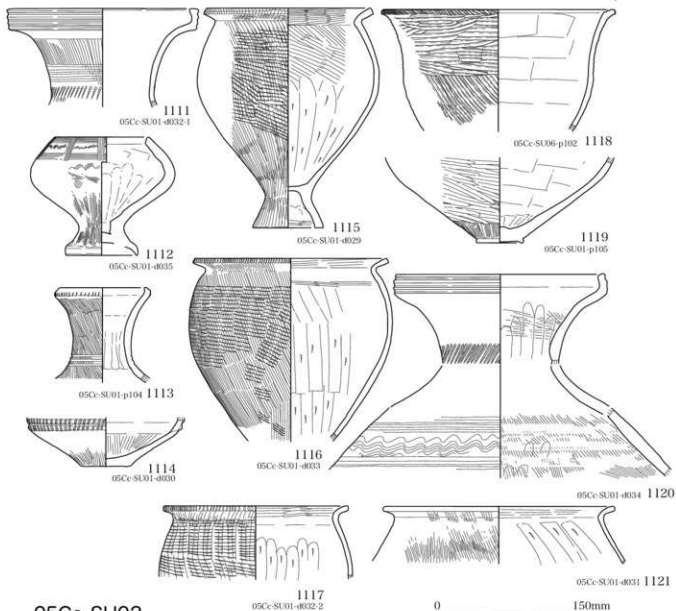 1111
05Cc-SU01-d032-1
1112
05Cc-SU01-d035
1113
05Cc-SU01-p104
1114
05Cc-SU01-d030
1115
05Cc-SU01-d029
1116
05Cc-SU01-d033
1117
05Cc-SU01-d032-2
05Cc-SU06-p102 1118
1119
05Cc-SU01-p105
05Cc-SU01-d034 1120
05Cc-SU01-d031 1121
0 150mm